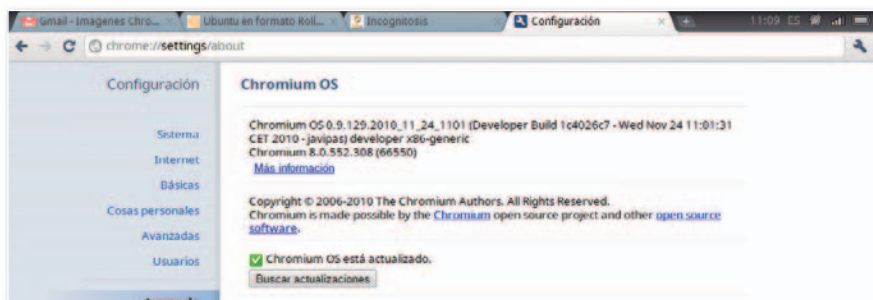 Gmail - Imagenes Chro...
Ubuntu en formato Roll...
Incognitosis
Configuración
11:09 ES
chrome://settings/about
Configuración
Sistema
Internet
Básicas
Cosas personales
Avanzadas
Usuarios
Chromium OS
Chromium OS 0.9.129.2010_11_24_1101 (Developer Build 1c4026c7 - Wed Nov 24 11:01:31
CET 2010 - javipas) developer x86-generic
Chromium 8.0.552.308 (66550)
Más información
Copyright © 2006-2010 The Chromium Authors. All Rights Reserved.
Chromium is made possible by the Chromium open source project and other open source
software.
Chromium OS está actualizado.
Buscar actualizaciones